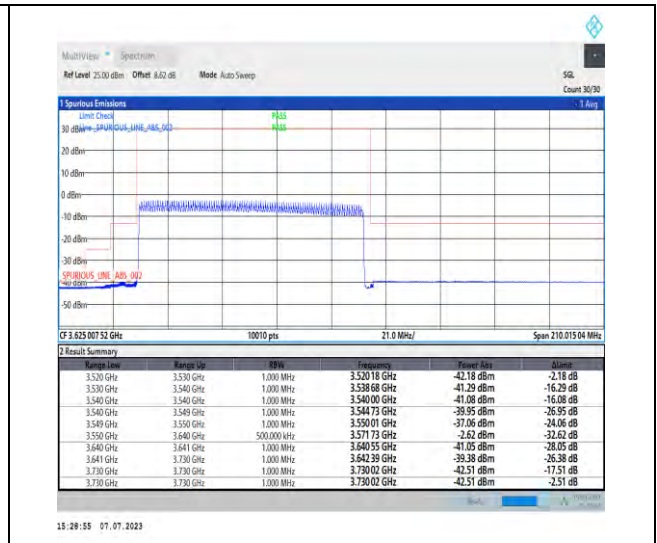 MultiView Spectrum
Ref Level 25.00 dBm Offset 8.62 dB Mode Auto Sweep SGL
Count 30/30
1 Spurious Emissions 1 Avg
Limit Check PASS
30 dBm Line _SPURIOUS_LINE_ABS_002 PASS
20 dBm
10 dBm
0 dBm
-10 dBm
-20 dBm
-30 dBm
SPURIOUS_LINE_ABS_002
-40 dBm
-50 dBm
CF 3.625 007 52 GHz 10010 pts 21.0 MHz/ Span 210.015 04 MHz
2 Result Summary
Range Low Range Up RBW Frequency Power Abs ΔLimit
3.520 GHz 3.530 GHz 1.000 MHz 3.520 18 GHz -42.18 dBm -2.18 dB
3.530 GHz 3.540 GHz 1.000 MHz 3.538 68 GHz -41.29 dBm -16.29 dB
3.540 GHz 3.540 GHz 1.000 MHz 3.540 00 GHz -41.08 dBm -16.08 dB
3.540 GHz 3.549 GHz 1.000 MHz 3.544 73 GHz -39.95 dBm -26.95 dB
3.549 GHz 3.550 GHz 1.000 MHz 3.550 01 GHz -37.06 dBm -24.06 dB
3.550 GHz 3.640 GHz 500.000 kHz 3.571 73 GHz -2.62 dBm -32.62 dB
3.640 GHz 3.641 GHz 1.000 MHz 3.640 55 GHz -41.05 dBm -28.05 dB
3.641 GHz 3.730 GHz 1.000 MHz 3.642 39 GHz -39.38 dBm -26.38 dB
3.730 GHz 3.730 GHz 1.000 MHz 3.730 02 GHz -42.51 dBm -17.51 dB
3.730 GHz 3.730 GHz 1.000 MHz 3.730 02 GHz -42.51 dBm -2.51 dB
15:28:55 07.07.2023